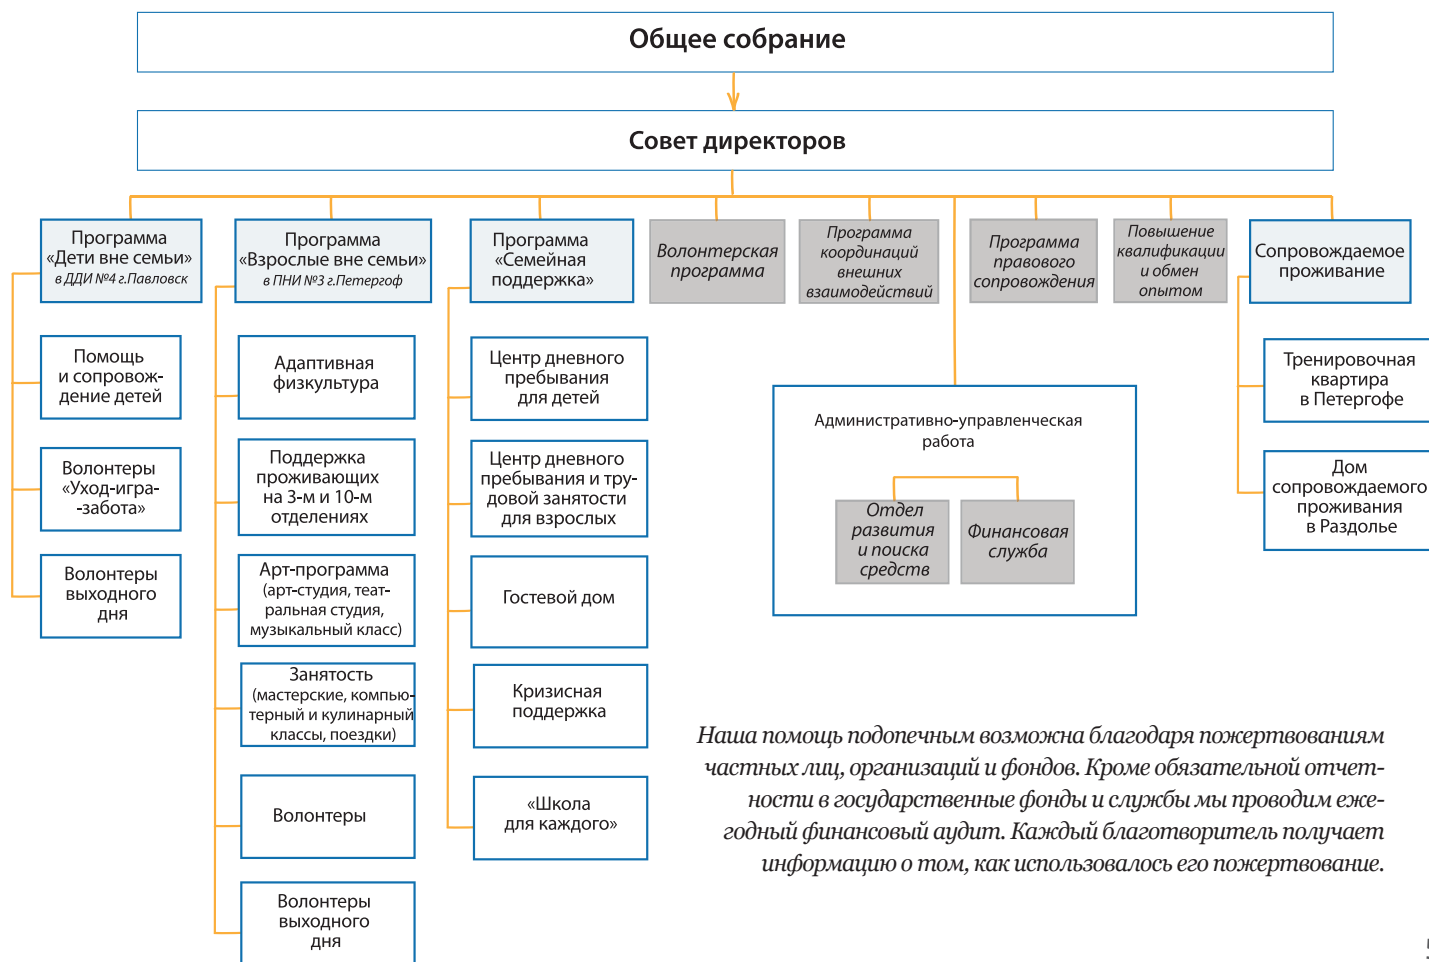 Общее собрание
Совет директоров
Программа
«Дети вне семьи»
в ДДИ №4 г.Павловск
Помощь
и сопровож-
дение детей
Волонтеры
«Уход-игра-
-забота»
Волонтеры
выходного
дня
Программа
«Взрослые вне семьи»
в ПНИ №3 г.Петергоф
Адаптивная
физкультура
Поддержка
проживающих
на 3-м и 10-м
отделениях
Арт-программа
(арт-студия, теат-
ральная студия,
музыкальный класс)
Занятость
(мастерские, компью-
терный и кулинарный
классы, поездки)
Волонтеры
Волонтеры
выходного
дня
Программа
«Семейная
поддержка»
Центр дневного
пребывания
для детей
Центр дневного
пребывания и тру-
довой занятости
для взрослых
Гостевой дом
Кризисная
поддержка
«Школа
для каждого»
Волонтерская
программа
Программа
координаций
внешних
взаимодействий
Административно-управленческая
работа
Отдел
развития
и поиска
средств
Финансовая
служба
Программа
правового
сопровождения
Повышение
квалификации
и обмен
опытом
Сопровождаемое
проживание
Тренировочная
квартира
в Петергофе
Дом
сопровождаемого
проживания
в Раздолье
Наша помощь подопечным возможна благодаря пожертвованиям
частных лиц, организаций и фондов. Кроме обязательной отчет-
ности в государственные фонды и службы мы проводим еже-
годный финансовый аудит. Каждый благотворитель получает
информацию о том, как использовалось его пожертвование.